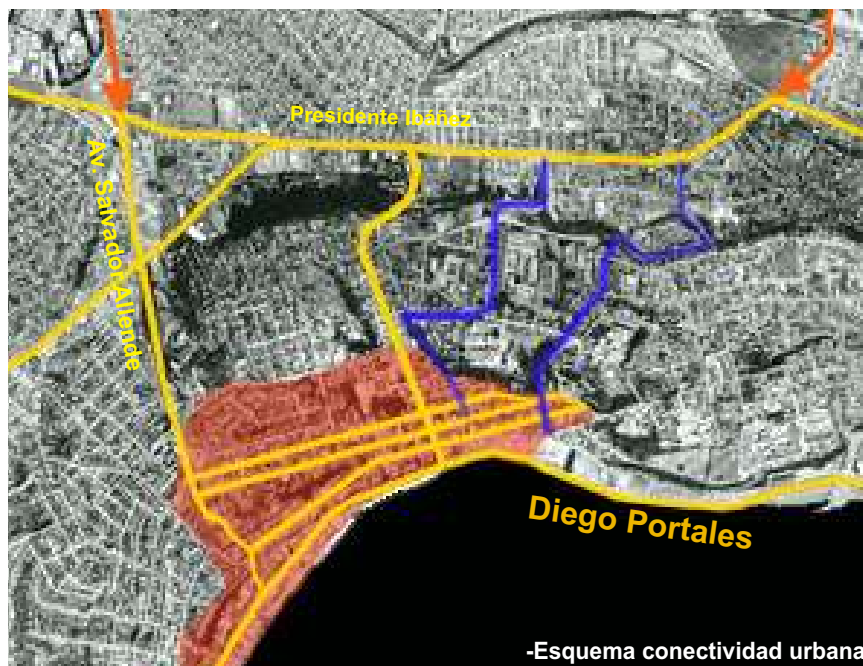 Presidente Ibáñez
Av. Salvador Allende
Diego Portales
-Esquema conectividad urbana